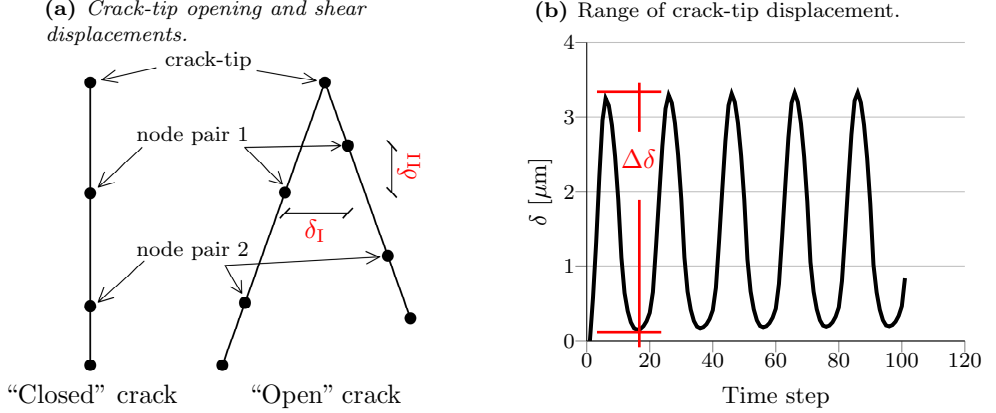 (a) Crack-tip opening and shear
displacements.
crack-tip
node pair 1
δII
δI
node pair 2
“Closed” crack
“Open” crack
(b) Range of crack-tip displacement.
4
3
2
1
0
δ [μm]
Δδ
0
20
40
60
80
100
120
Time step